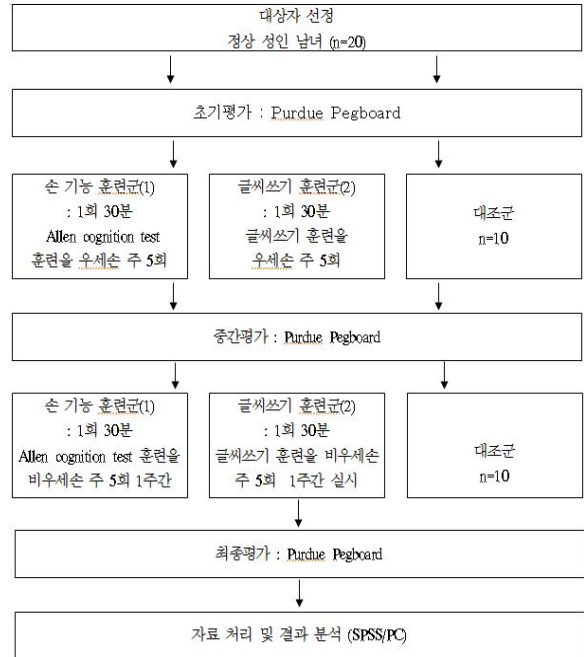 대상자 선정
정상 성인 남녀 (n=20)
초기평가 : Purdue Pegboard
손 기능 훈련군(1)
: 1회 30분
Allen cognition test
훈련을 우세손 주 5회
글씨쓰기 훈련군(2)
: 1회 30분
글씨쓰기 훈련을
우세손 주 5회
대조군
n=10
중간평가 : Purdue Pegboard
손 기능 훈련군(1)
: 1회 30분
Allen cognition test 훈련을
비우세손 주 5회 1주간
글씨쓰기 훈련군(2)
: 1회 30분
글씨쓰기 훈련을 비우세손
주 5회 1주간 실시
대조군
n=10
최종평가 : Purdue Pegboard
자료 처리 및 결과 분석 (SPSS/PC)